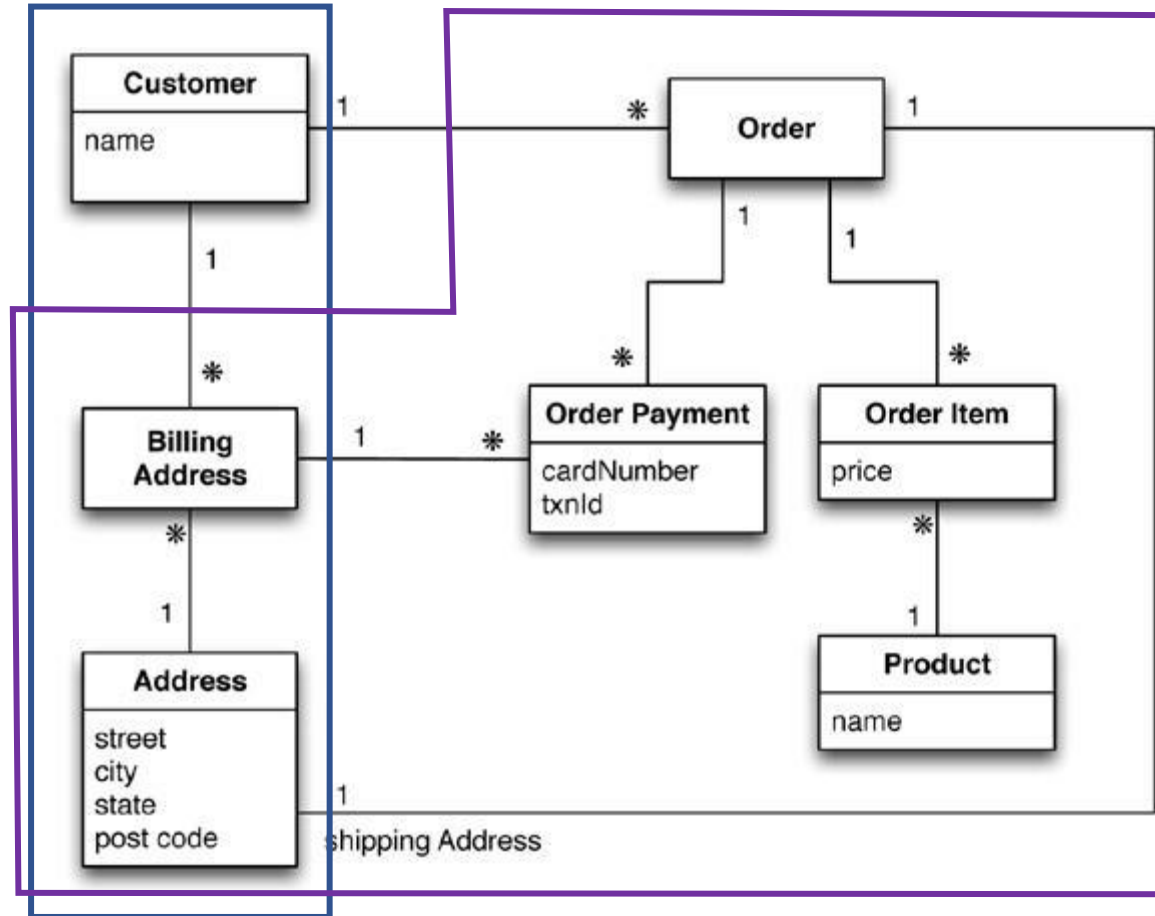 Customer
name
1
*
Order
1
1
1
1
*
*
*
Billing
Address
1
*
Order Payment
cardNumber
txnId
Order Item
price
*
1
*
1
Address
street
city
state
post code
Product
name
1
shipping Address